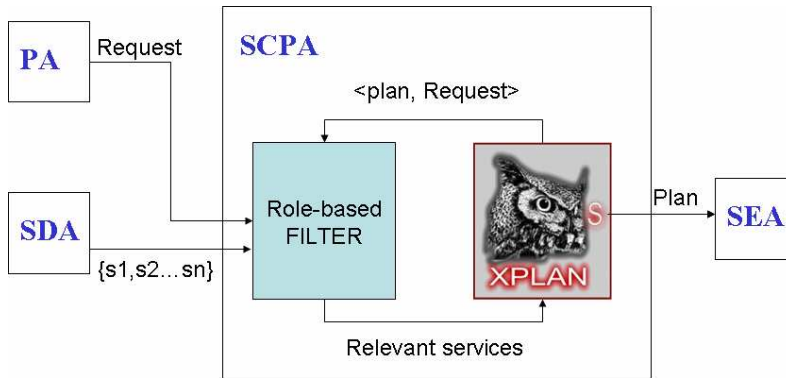 PA
Request
SCPA
<plan, Request>
SDA
{s1,s2... sn}
Role-based
FILTER
S
XPLAN
Relevant services
Plan
SEA